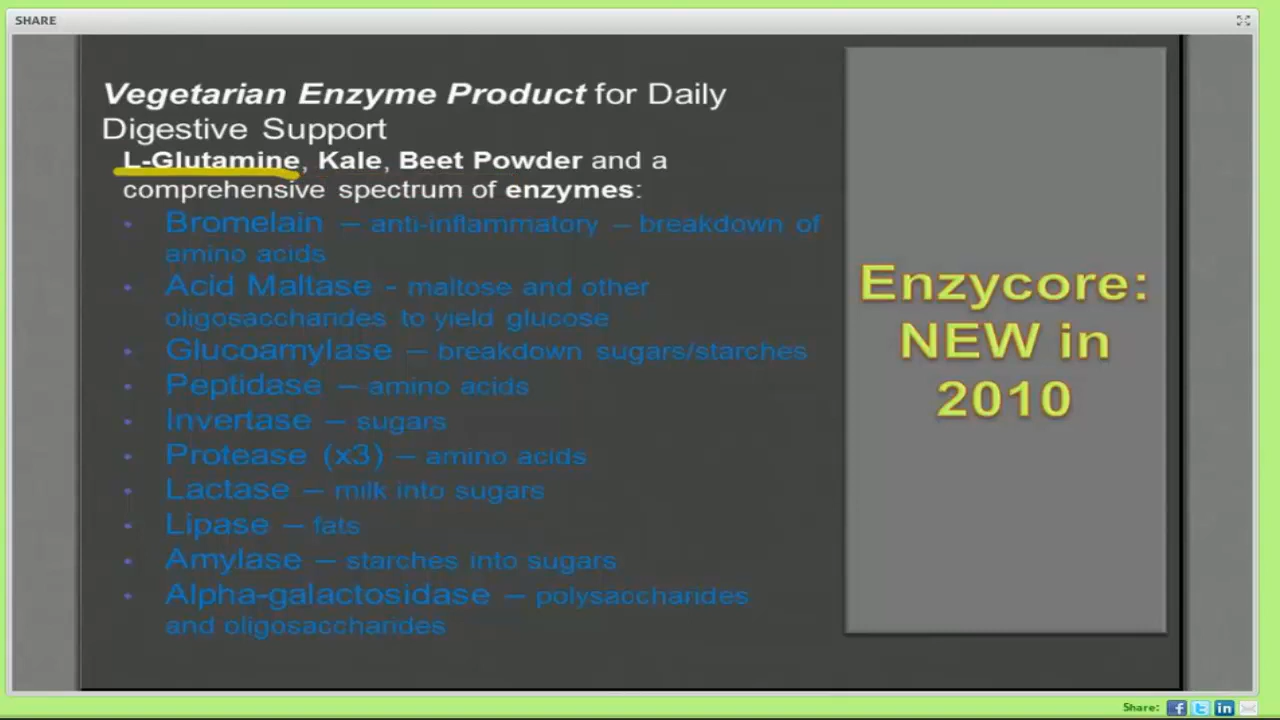 SHARE
Vegetarian Enzyme Product for Daily
Digestive Support
L-Glutamine, Kale, Beet Powder and a
comprehensive spectrum of enzymes:
• Bromelain – anti-inflammatory – breakdown of
amino acids
• Acid Maltase - maltose and other
oligosaccharides to yield glucose
• Glucoamylase – breakdown sugars/starches
• Peptidase – amino acids
• Invertase – sugars
• Protease (x3) – amino acids
• Lactase – milk into sugars
• Lipase – fats
• Amylase – starches into sugars
• Alpha-galactosidase – polysaccharides
and oligosaccharides
Enzycore:
NEW in
2010
Share: